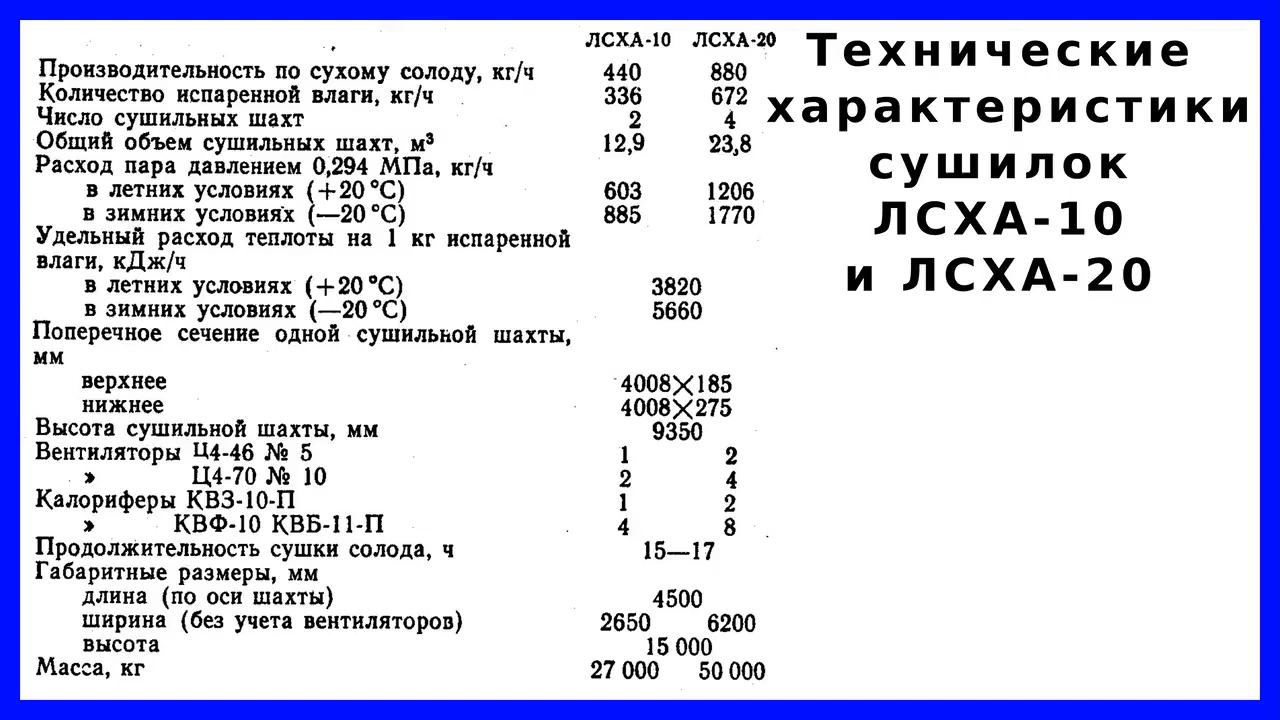 ЛСХА-10 ЛСХА-20
Производительность по сухому солоду, кг/ч 440 880
Количество испаренной влаги, кг/ч 336 672
Число сушильных шахт 2 4
Общий объем сушильных шахт, м³ 12,9 23,8
Расход пара давлением 0,294 МПа, кг/ч
в летних условиях (+20 °С) 603 1206
в зимних условиях (—20 °С) 885 1770
Удельный расход теплоты на 1 кг испаренной
влаги, кДж/ч
в летних условиях (+20 °С) 3820
в зимних условиях (—20 °С) 5660
Поперечное сечение одной сушильной шахты,
мм
верхнее 4008×185
нижнее 4008×275
Высота сушильной шахты, мм 9350
Вентиляторы Ц4-46 № 5 1 2
» Ц4-70 № 10 2 4
Калориферы КВЗ-10-П 1 2
» КВФ-10 КВБ-11-П 4 8
Продолжительность сушки солода, ч 15—17
Габаритные размеры, мм
длина (по оси шахты) 4500
ширина (без учета вентиляторов) 2650 6200
высота 15 000
Масса, кг 27 000 50 000
Технические
характеристики
сушилок
ЛСХА-10
и ЛСХА-20